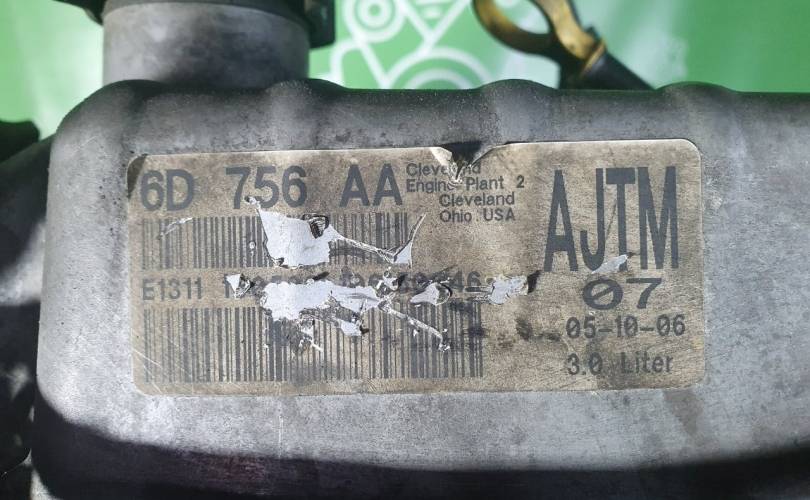 6D 756 AA
Cleveland
Engine Plant 2
Cleveland
Ohio. USA
AJTM
07
05-10-06
3.0 Liter
E1311